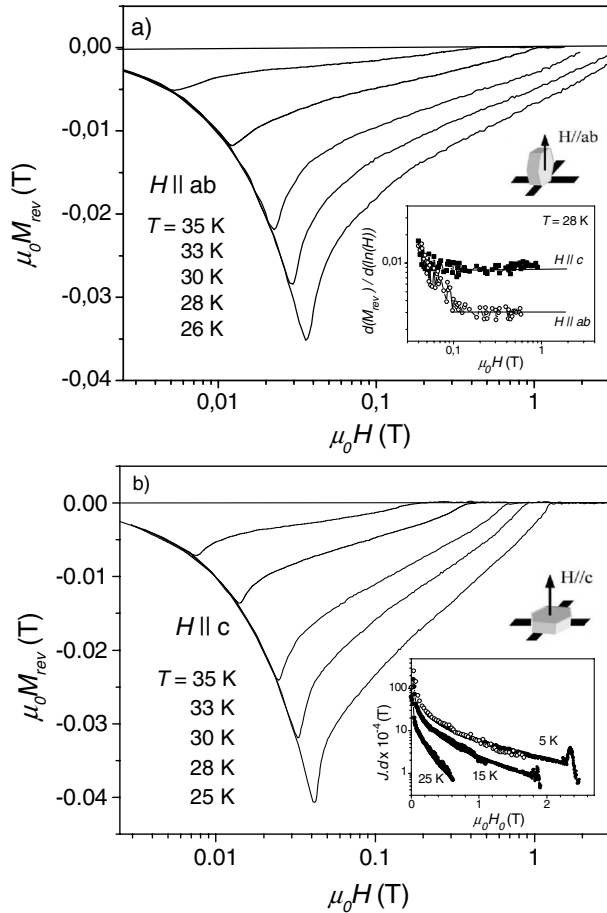 a)
0,00
-0,01
-0,02
-0,03
-0,04
μ₀M_rev (T)
H || ab
T = 35 K
33 K
30 K
28 K
26 K
H//ab
T = 28 K
0,01
H || c
H || ab
d(M_rev) / d(ln(H))
0,1
1
μ₀H (T)
0,01
0,1
1
μ₀H (T)
b)
0.00
-0.01
-0.02
-0.03
-0.04
μ₀M_rev (T)
H || c
T = 35 K
33 K
30 K
28 K
25 K
H//c
100
10
1
J.d x 10⁻⁴ (T)
5 K
25 K
15 K
0
1
2
μ₀H₀ (T)
0.01
0.1
1
μ₀H (T)